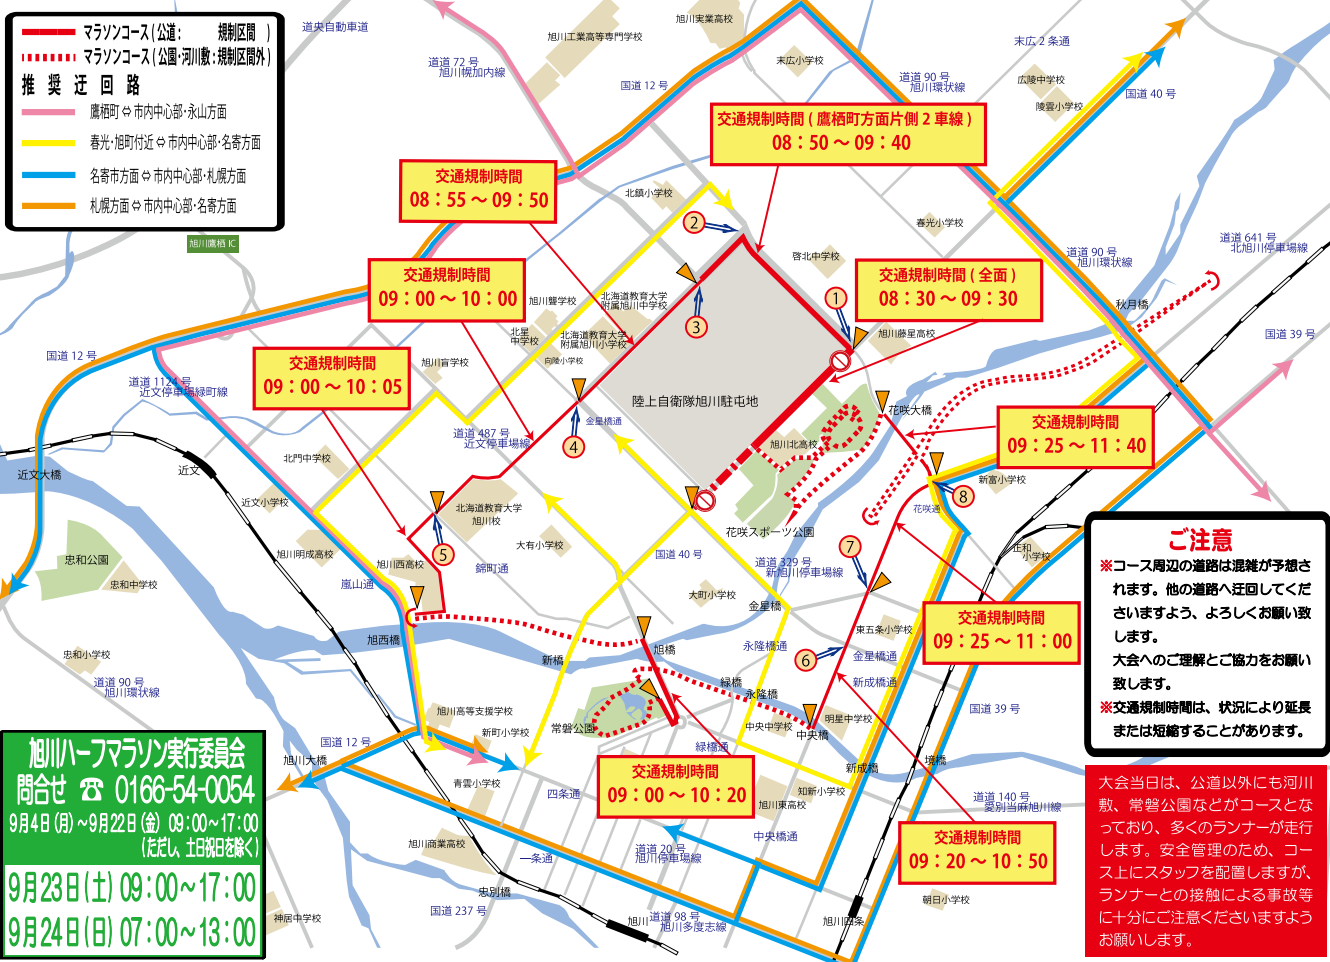 マラソンコース(公道：　　規制区間　)
マラソンコース(公園・河川敷：規制区間外)
推奨迂回路
鷹栖町⇔市内中心部・永山方面
春光・旭町付近⇔市内中心部・名寄方面
名寄市方面⇔市内中心部・札幌方面
札幌方面⇔市内中心部・名寄方面
旭川鷹栖IC
道央自動車道
旭川工業高等専門学校
旭川実業高校
道道72号
旭川幌加内線
国道12号
末広小学校
末広2条通
道道90号
旭川環状線
広陵中学校
陵雲小学校
国道40号
交通規制時間(鷹栖町方面片側2車線)
08：50～09：40
交通規制時間
08：55～09：50
北鎮小学校
②
春光小学校
啓北中学校
道道90号
旭川環状線
道道641号
北旭川停車場線
交通規制時間
09：00～10：00
交通規制時間(全面)
08：30～09：30
旭川聾学校
北海道教育大学
附属旭川中学校
北海道教育大学
附属旭川小学校
北星
中学校
向陵小学校
旭川盲学校
③
①
旭川藤星高校
秋月橋
国道39号
国道12号
交通規制時間
09：00～10：05
道道1124号
近文停車場緑町線
陸上自衛隊旭川駐屯地
金星橋通
道道487号
近文停車場線
④
旭川北高校
花咲大橋
交通規制時間
09：25～11：40
近文大橋
近文
北門中学校
近文小学校
北海道教育大学
旭川校
新富小学校
⑧
花咲通
花咲スポーツ公園
大有小学校
⑤
旭川明成高校
旭川西高校
錦町通
嵐山通
国道40号
道道329号
新旭川停車場線
⑦
正和
小学校
忠和公園
忠和中学校
大町小学校
金星橋
交通規制時間
09：25～11：00
旭西橋
新橋
旭橋
永隆橋通
東五条小学校
⑥
金星橋通
新成橋通
緑橋
永隆橋
忠和小学校
道道90号
旭川環状線
旭川高等支援学校
新町小学校
常磐公園
中央中学校
中央橋
明星中学校
国道39号
国道12号
旭川大橋
緑橋通
新成橋
境橋
青雲小学校
四条通
交通規制時間
09：00～10：20
旭川東高校
知新小学校
中央橋通
道道140号
愛別当麻旭川線
旭川商業高校
一条通
道道20号
旭川停車場線
交通規制時間
09：20～10：50
忠別橋
国道237号
旭川
道道98号
旭川多度志線
旭川四条
朝日小学校
神居中学校
旭川ハーフマラソン実行委員会
問合せ ☎ 0166-54-0054
9月4日(月)～9月22日(金) 09：00～17：00
(ただし、土日祝日を除く)
9月23日(土) 09：00～17：00
9月24日(日) 07：00～13：00
ご注意
※コース周辺の道路は混雑が予想さ
れます。他の道路へ迂回してくだ
さいますよう、よろしくお願い致
します。
大会へのご理解とご協力をお願い
致します。
※交通規制時間は、状況により延長
または短縮することがあります。
大会当日は、公道以外にも河川
敷、常磐公園などがコースとな
っており、多くのランナーが走行
します。安全管理のため、コー
ス上にスタッフを配置しますが、
ランナーとの接触による事故等
に十分にご注意くださいますよう
お願いします。